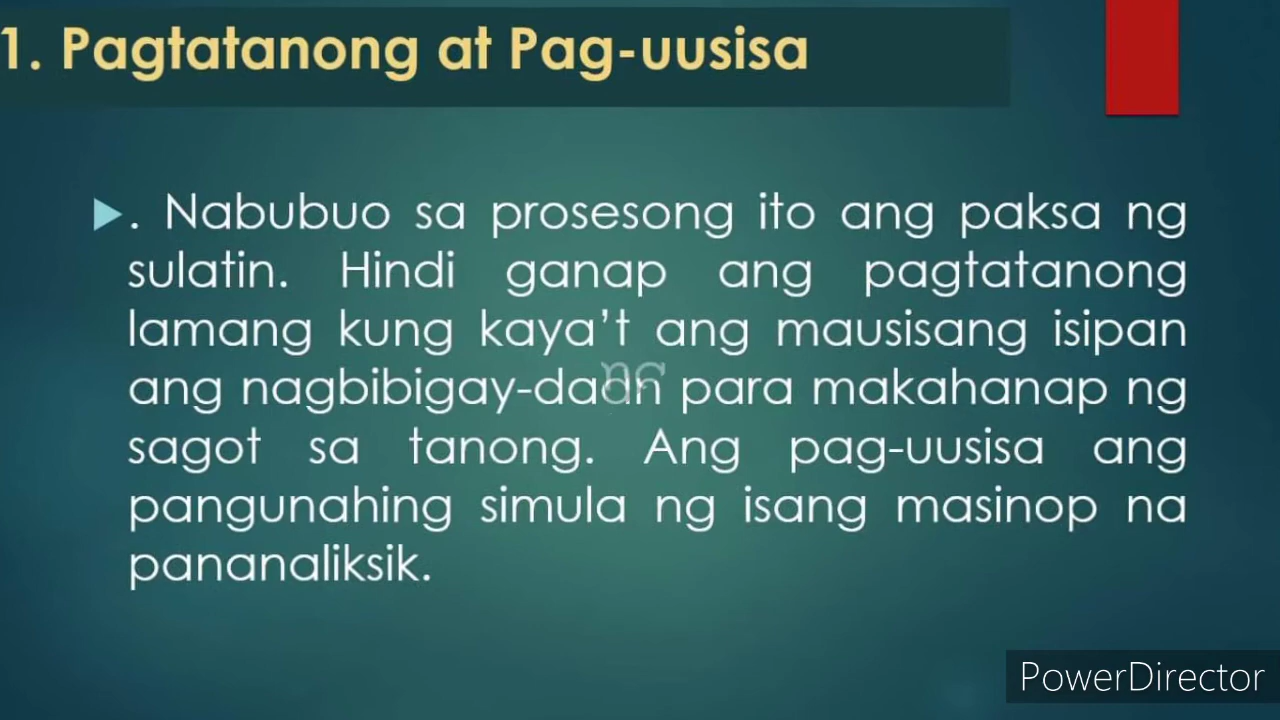 1. Pagtatanong at Pag-uusisa
. Nabubuo sa prosesong ito ang paksa ng
sulatin. Hindi ganap ang pagtatanong
lamang kung kaya’t ang mausisang isipan
ang nagbibigay-daan para makahanap ng
sagot sa tanong. Ang pag-uusisa ang
pangunahing simula ng isang masinop na
pananaliksik.
PowerDirector